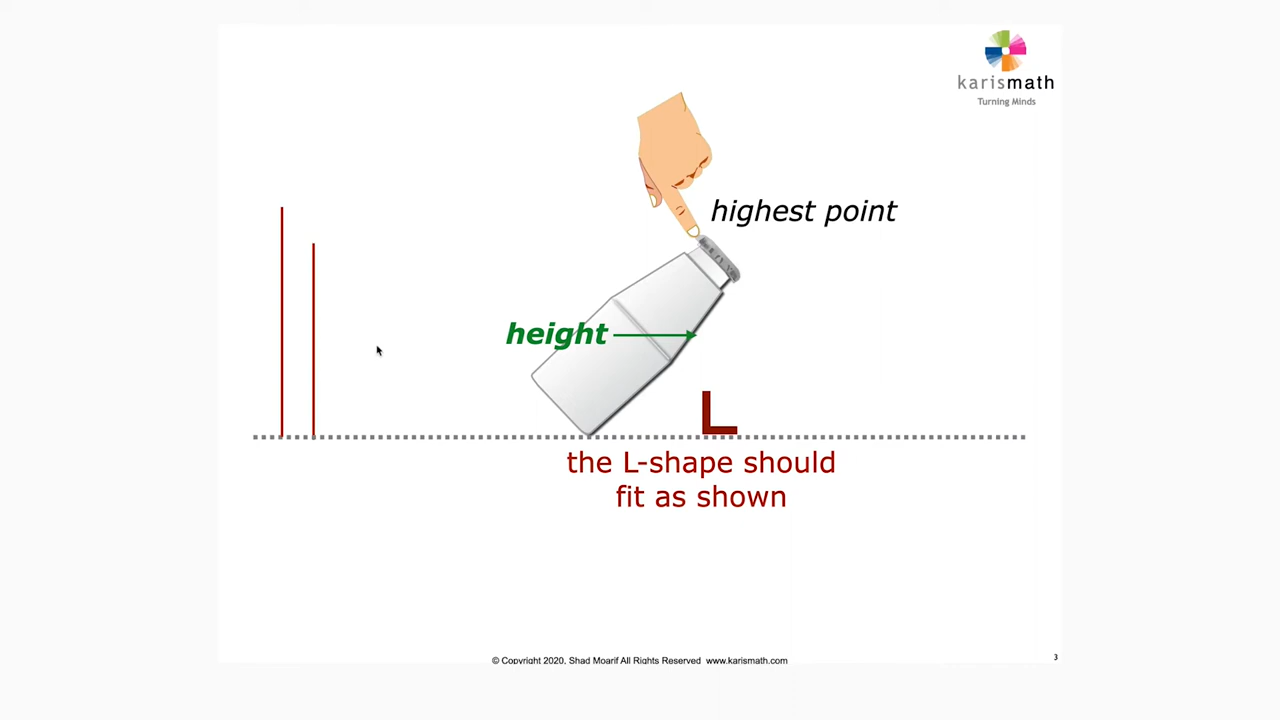 karismath
Turning Minds
highest point
height
L
the L-shape should
fit as shown
© Copyright 2020, Shad Moarif All Rights Reserved www.karismath.com
3